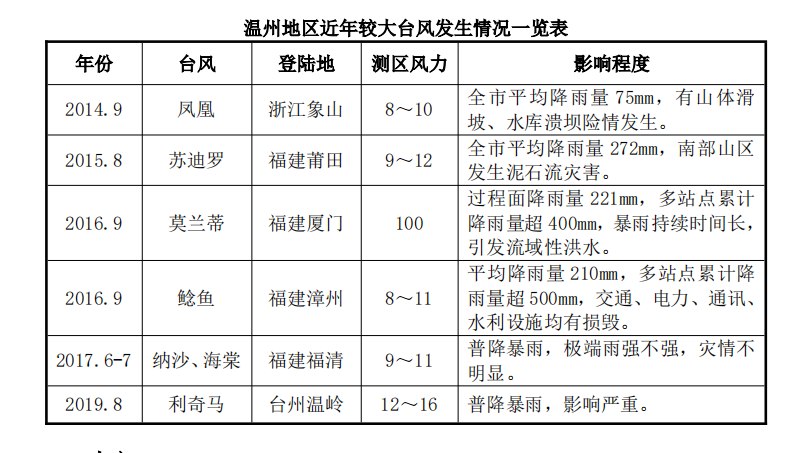 温州地区近年较大台风发生情况一览表
年份 台风 登陆地 测区风力 影响程度
2014.9 凤凰 浙江象山 8～10 全市平均降雨量 75mm，有山体滑
坡、水库溃坝险情发生。
2015.8 苏迪罗 福建莆田 9～12 全市平均降雨量 272mm，南部山区
发生泥石流灾害。
2016.9 莫兰蒂 福建厦门 100 过程面降雨量 221mm，多站点累计
降雨量超 400mm，暴雨持续时间长，
引发流域性洪水。
2016.9 鲶鱼 福建漳州 8～11 平均降雨量 210mm，多站点累计降
雨量超 500mm，交通、电力、通讯、
水利设施均有损毁。
2017.6-7 纳沙、海棠 福建福清 9～11 普降暴雨，极端雨强不强，灾情不
明显。
2019.8 利奇马 台州温岭 12～16 普降暴雨，影响严重。